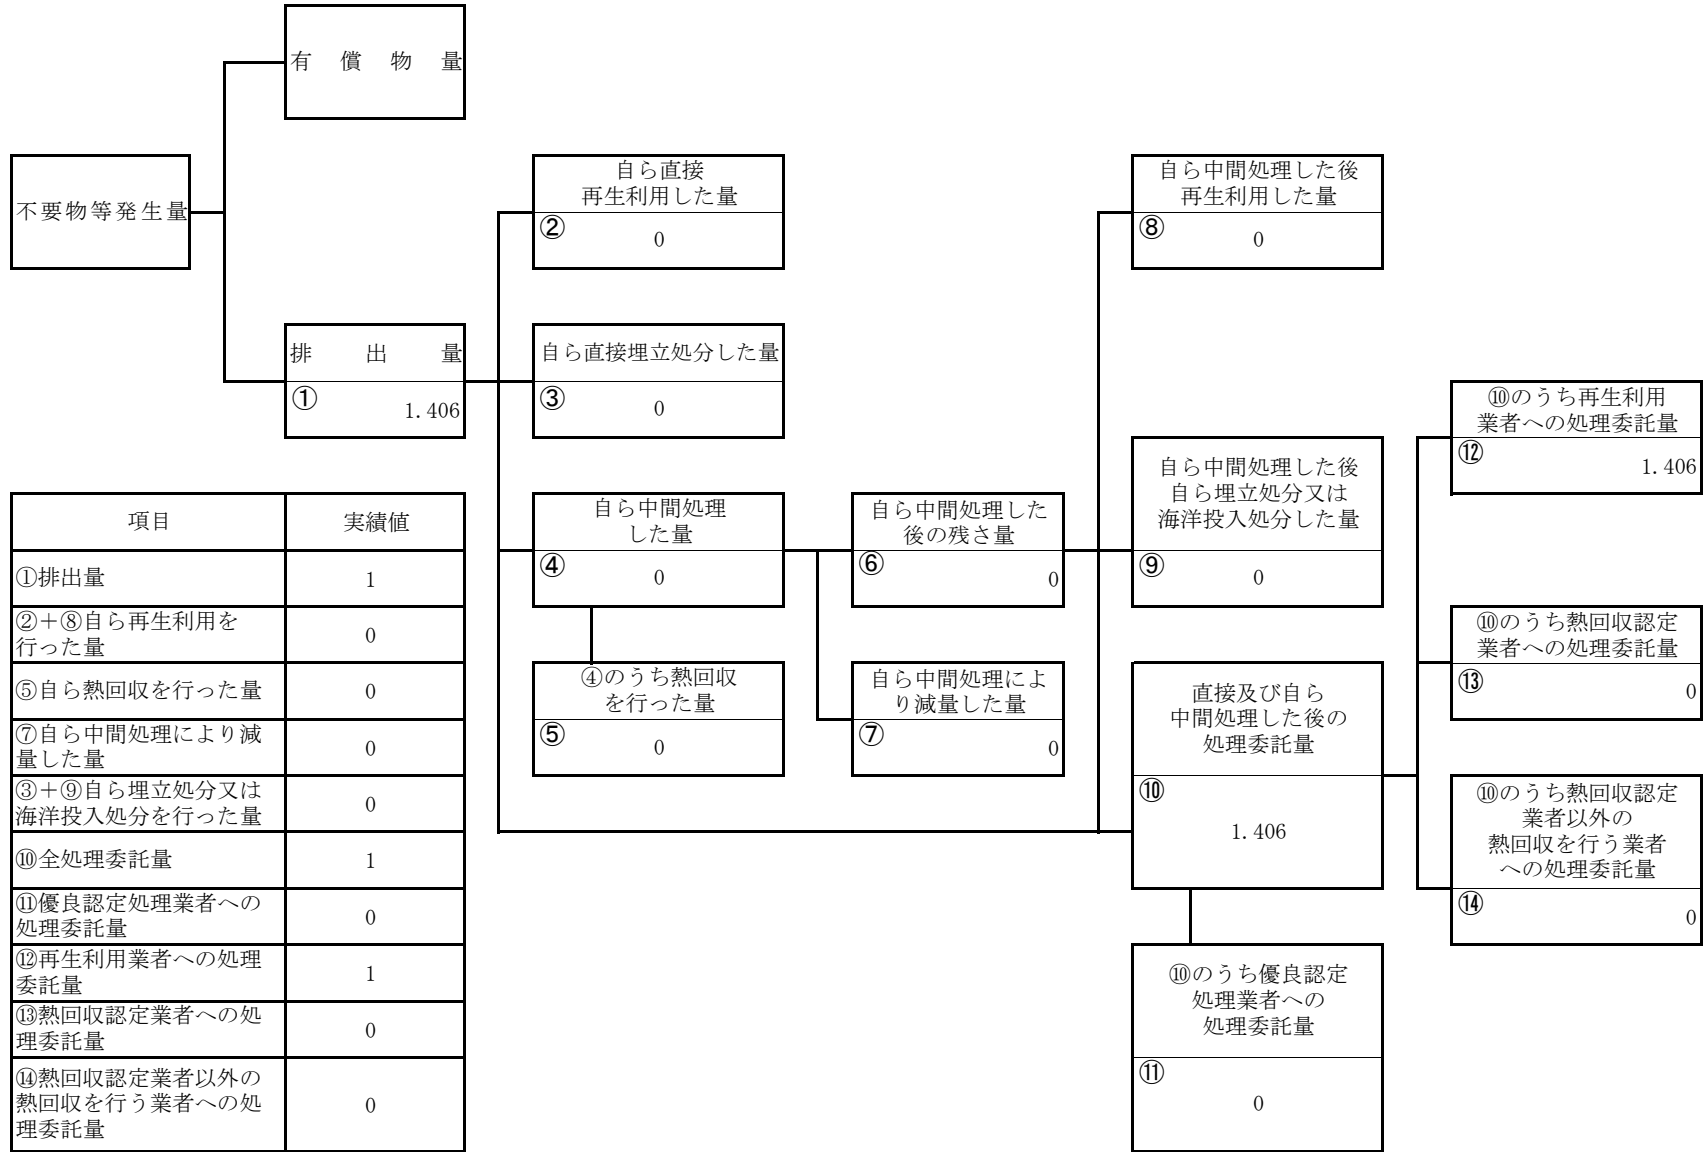 有償物量
不要物等発生量
排出量
①
1.406
自ら直接
再生利用した量
②
0
自ら直接埋立処分した量
③
0
自ら中間処理
した量
④
0
④のうち熱回収
を行った量
⑤
0
自ら中間処理した
後の残さ量
⑥
0
自ら中間処理によ
り減量した量
⑦
0
自ら中間処理した後
再生利用した量
⑧
0
自ら中間処理した後
自ら埋立処分又は
海洋投入処分した量
⑨
0
直接及び自ら
中間処理した後の
処理委託量
⑩
1.406
⑩のうち優良認定
処理業者への
処理委託量
⑪
0
⑩のうち再生利用
業者への処理委託量
⑫
1.406
⑩のうち熱回収認定
業者への処理委託量
⑬
0
⑩のうち熱回収認定
業者以外の
熱回収を行う業者
への処理委託量
⑭
0
項目 実績値
①排出量 1
②＋⑧自ら再生利用を
行った量 0
⑤自ら熱回収を行った量 0
⑦自ら中間処理により減
量した量 0
③＋⑨自ら埋立処分又は
海洋投入処分を行った量 0
⑩全処理委託量 1
⑪優良認定処理業者への
処理委託量 0
⑫再生利用業者への処理
委託量 1
⑬熱回収認定業者への処
理委託量 0
⑭熱回収認定業者以外の
熱回収を行う業者への処 0
理委託量